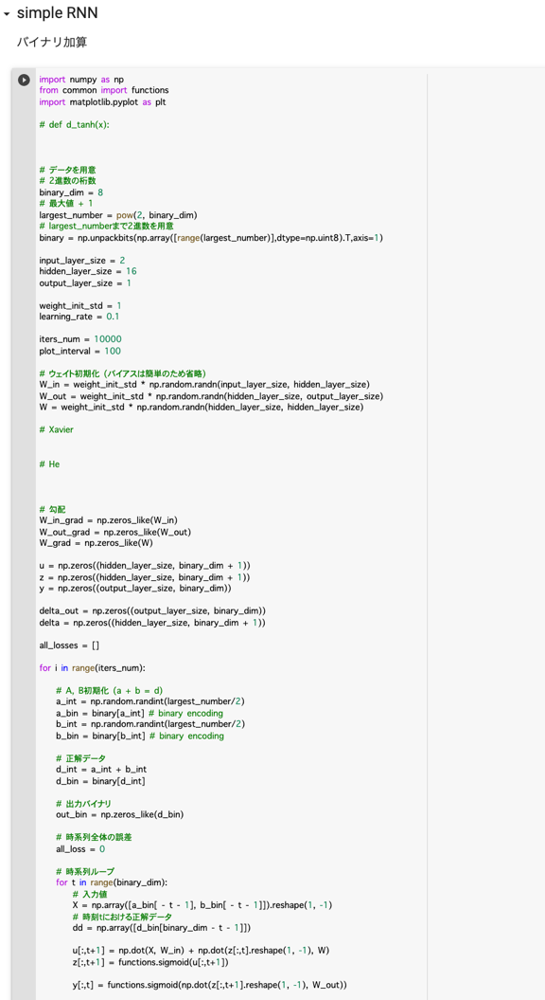 simple RNN
バイナリ加算
import numpy as np
from common import functions
import matplotlib.pyplot as plt
# def d_tanh(x):
# データを用意
# 2進数の桁数
binary_dim = 8
# 最大値 + 1
largest_number = pow(2, binary_dim)
# largest_numberまで2進数を用意
binary = np.unpackbits(np.array([range(largest_number)],dtype=np.uint8).T,axis=1)
input_layer_size = 2
hidden_layer_size = 16
output_layer_size = 1
weight_init_std = 1
learning_rate = 0.1
iters_num = 10000
plot_interval = 100
# ウェイト初期化 (バイアスは簡単のため省略)
W_in = weight_init_std * np.random.randn(input_layer_size, hidden_layer_size)
W_out = weight_init_std * np.random.randn(hidden_layer_size, output_layer_size)
W = weight_init_std * np.random.randn(hidden_layer_size, hidden_layer_size)
# Xavier
# He
# 勾配
W_in_grad = np.zeros_like(W_in)
W_out_grad = np.zeros_like(W_out)
W_grad = np.zeros_like(W)
u = np.zeros((hidden_layer_size, binary_dim + 1))
z = np.zeros((hidden_layer_size, binary_dim + 1))
y = np.zeros((output_layer_size, binary_dim))
delta_out = np.zeros((output_layer_size, binary_dim))
delta = np.zeros((hidden_layer_size, binary_dim + 1))
all_losses = []
for i in range(iters_num):
# A, B初期化 (a + b = d)
a_int = np.random.randint(largest_number/2)
a_bin = binary[a_int] # binary encoding
b_int = np.random.randint(largest_number/2)
b_bin = binary[b_int] # binary encoding
# 正解データ
d_int = a_int + b_int
d_bin = binary[d_int]
# 出力バイナリ
out_bin = np.zeros_like(d_bin)
# 時系列全体の誤差
all_loss = 0
# 時系列ループ
for t in range(binary_dim):
# 入力値
X = np.array([a_bin[ - t - 1], b_bin[ - t - 1]]).reshape(1, -1)
# 時刻tにおける正解データ
dd = np.array([d_bin[binary_dim - t - 1]])
u[:,t+1] = np.dot(X, W_in) + np.dot(z[:,t].reshape(1, -1), W)
z[:,t+1] = functions.sigmoid(u[:,t+1])
y[:,t] = functions.sigmoid(np.dot(z[:,t+1].reshape(1, -1), W_out))